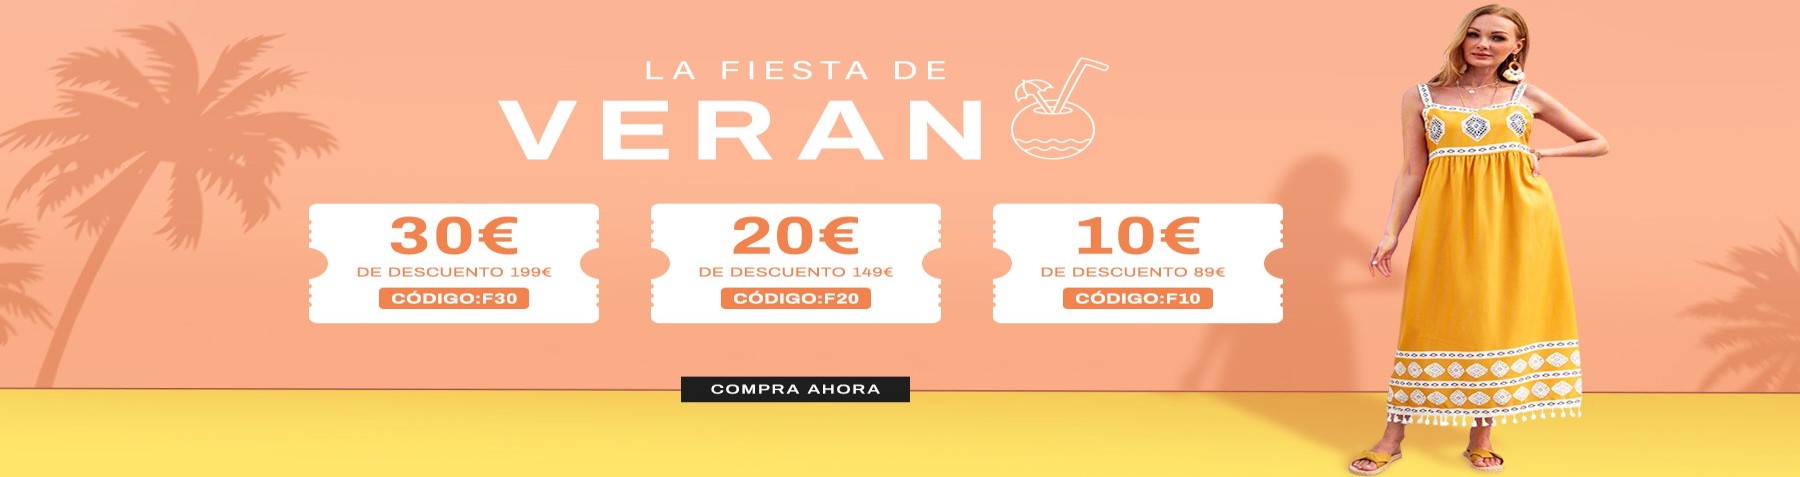 LA FIESTA DE
VERAN
30€
DE DESCUENTO 199€
CÓDIGO:F30
20€
DE DESCUENTO 149€
CÓDIGO:F20
10€
DE DESCUENTO 89€
CÓDIGO:F10
COMPRA AHORA